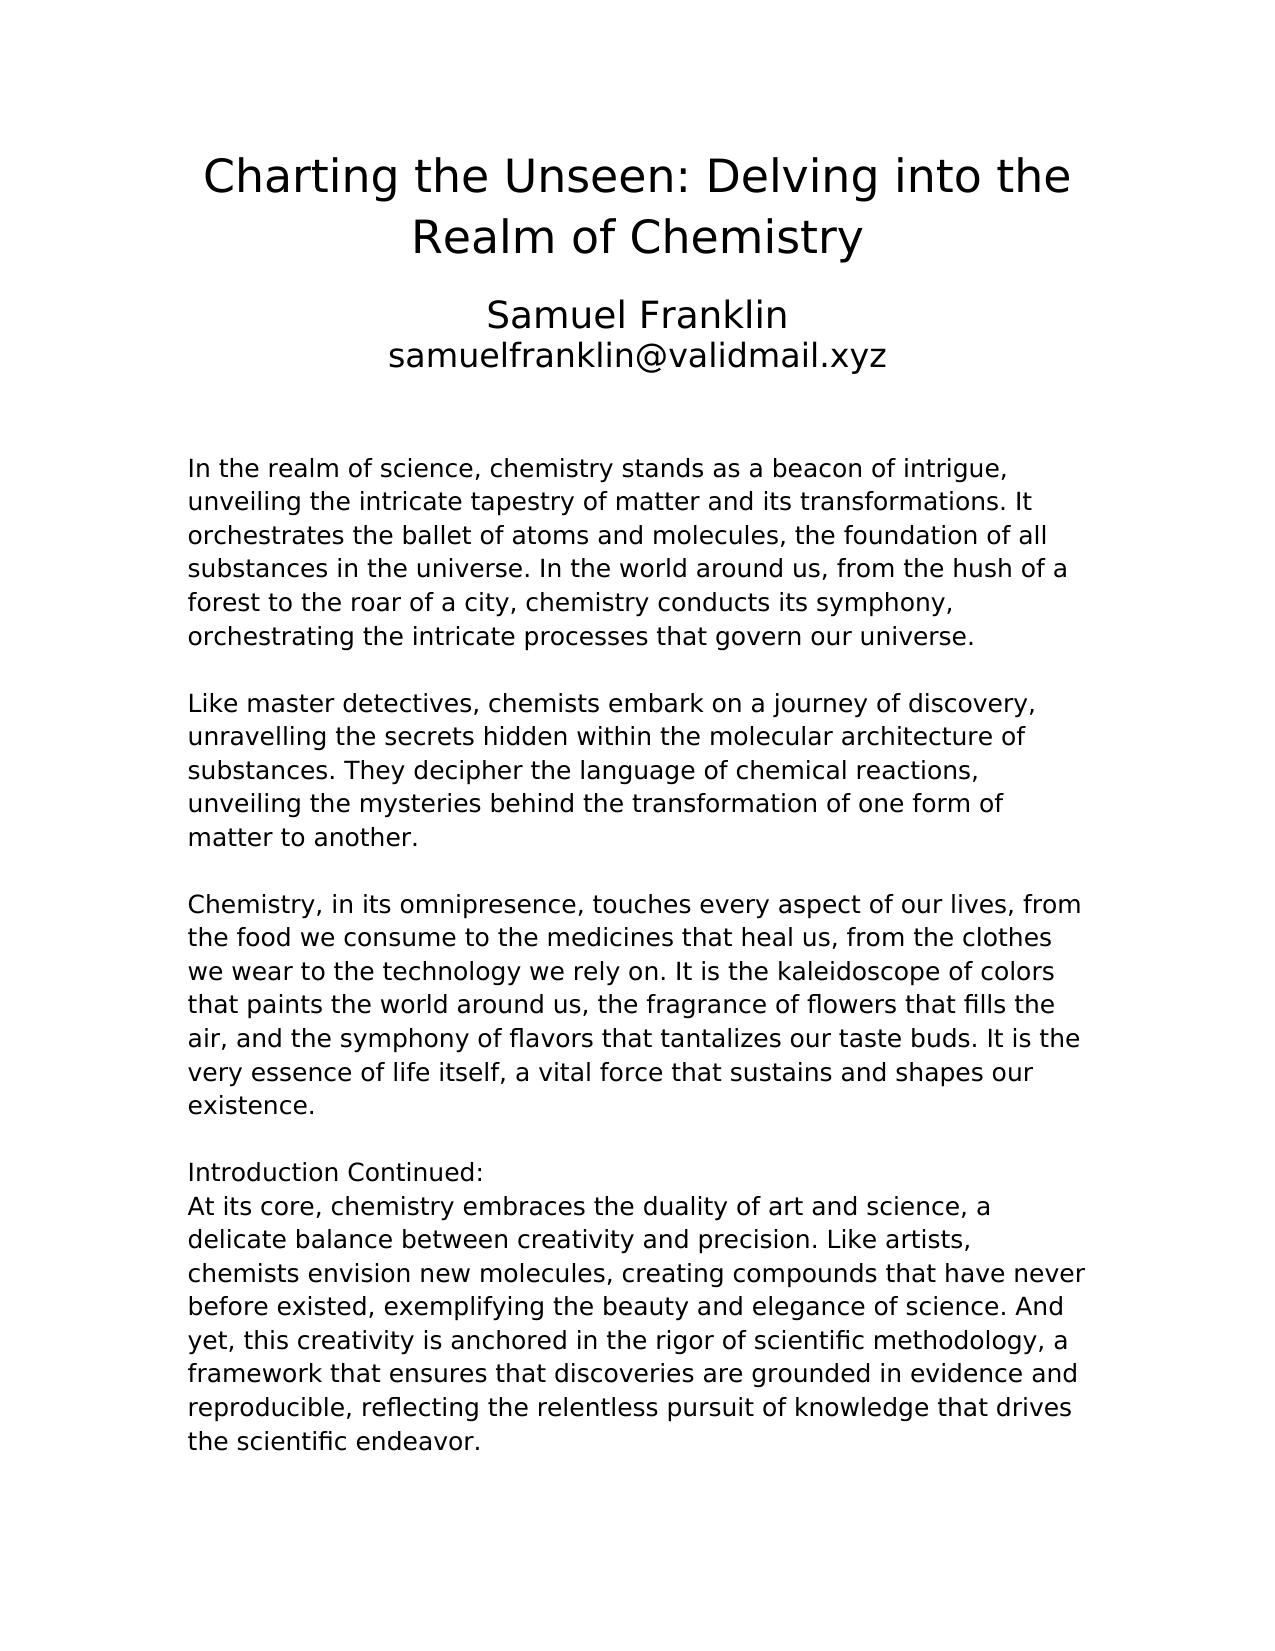 Charting the Unseen: Delving into the
Realm of Chemistry
Samuel Franklin
samuelfranklin@validmail.xyz
In the realm of science, chemistry stands as a beacon of intrigue,
unveiling the intricate tapestry of matter and its transformations. It
orchestrates the ballet of atoms and molecules, the foundation of all
substances in the universe. In the world around us, from the hush of a
forest to the roar of a city, chemistry conducts its symphony,
orchestrating the intricate processes that govern our universe.
Like master detectives, chemists embark on a journey of discovery,
unravelling the secrets hidden within the molecular architecture of
substances. They decipher the language of chemical reactions,
unveiling the mysteries behind the transformation of one form of
matter to another.
Chemistry, in its omnipresence, touches every aspect of our lives, from
the food we consume to the medicines that heal us, from the clothes
we wear to the technology we rely on. It is the kaleidoscope of colors
that paints the world around us, the fragrance of flowers that fills the
air, and the symphony of flavors that tantalizes our taste buds. It is the
very essence of life itself, a vital force that sustains and shapes our
existence.
Introduction Continued:
At its core, chemistry embraces the duality of art and science, a
delicate balance between creativity and precision. Like artists,
chemists envision new molecules, creating compounds that have never
before existed, exemplifying the beauty and elegance of science. And
yet, this creativity is anchored in the rigor of scientific methodology, a
framework that ensures that discoveries are grounded in evidence and
reproducible, reflecting the relentless pursuit of knowledge that drives
the scientific endeavor.